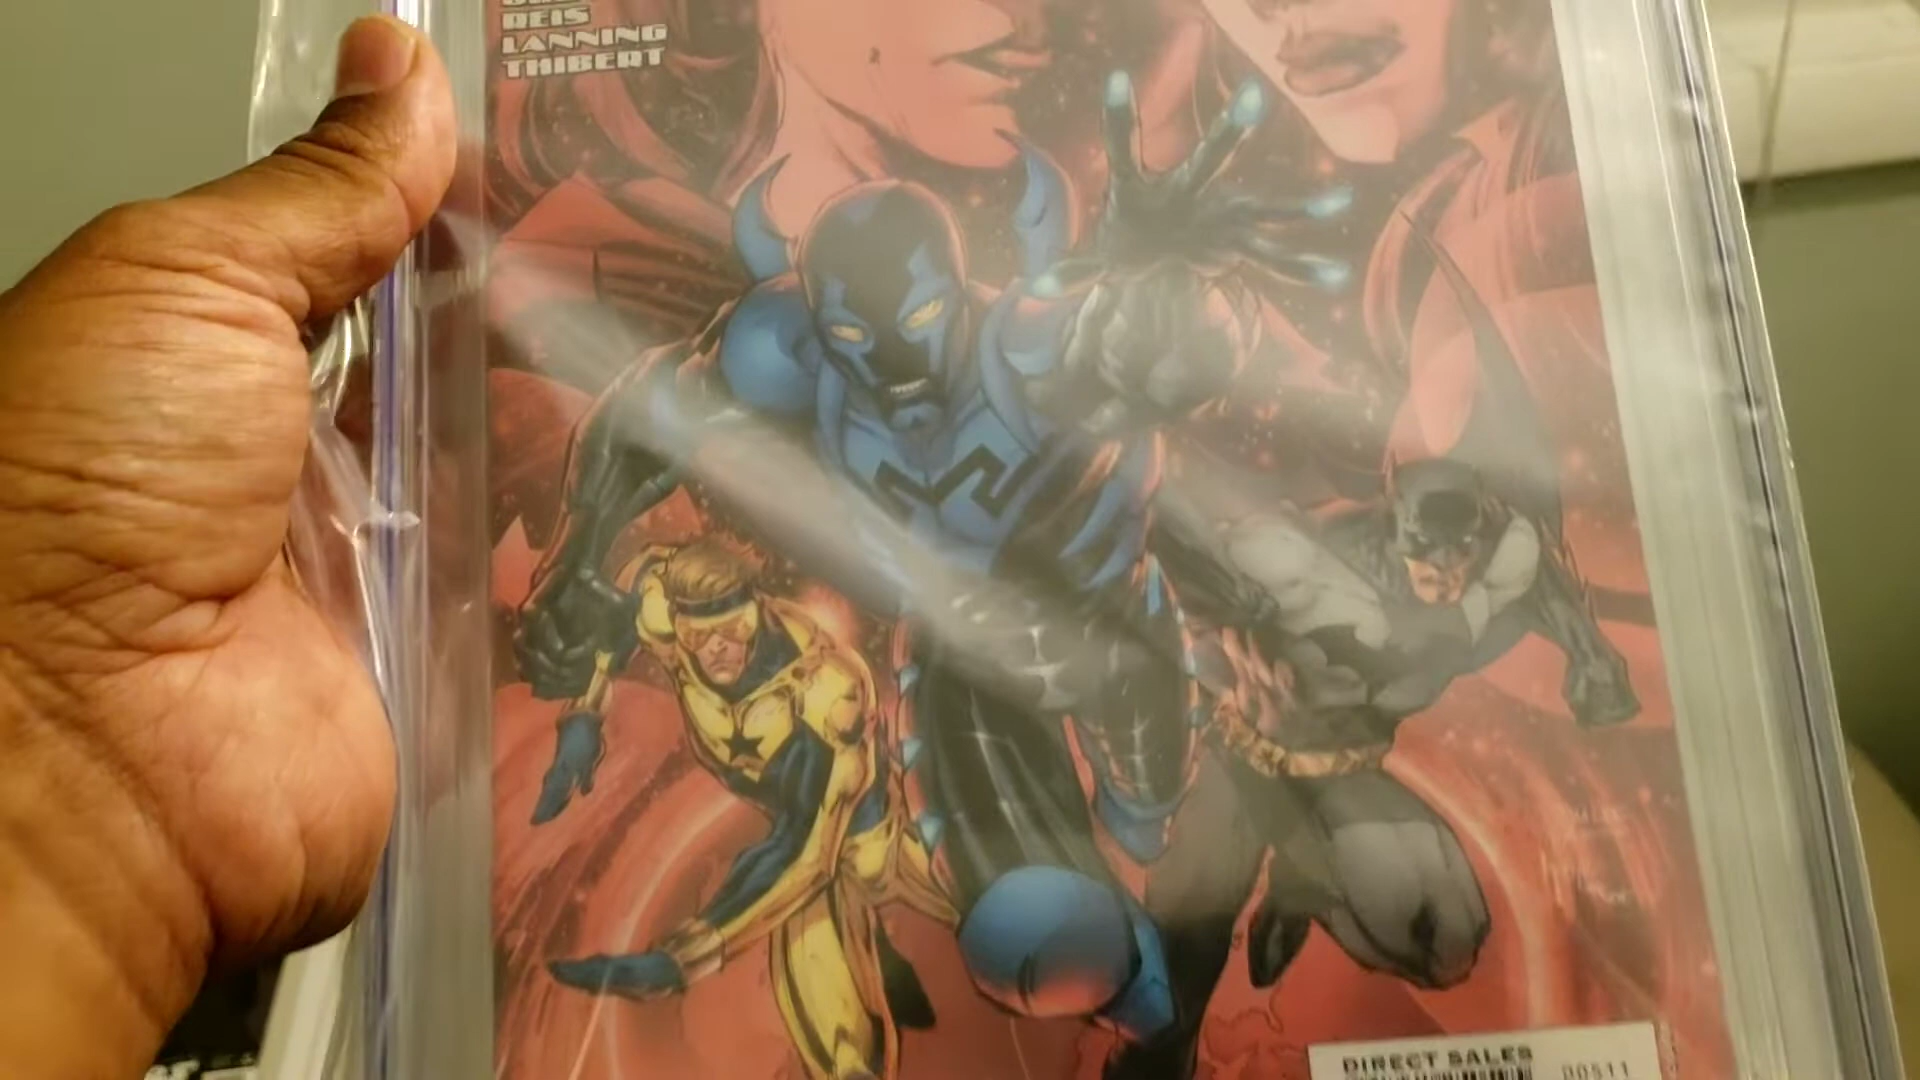 REIS
LANNING
THIBERT
DIRECT SALES
00511